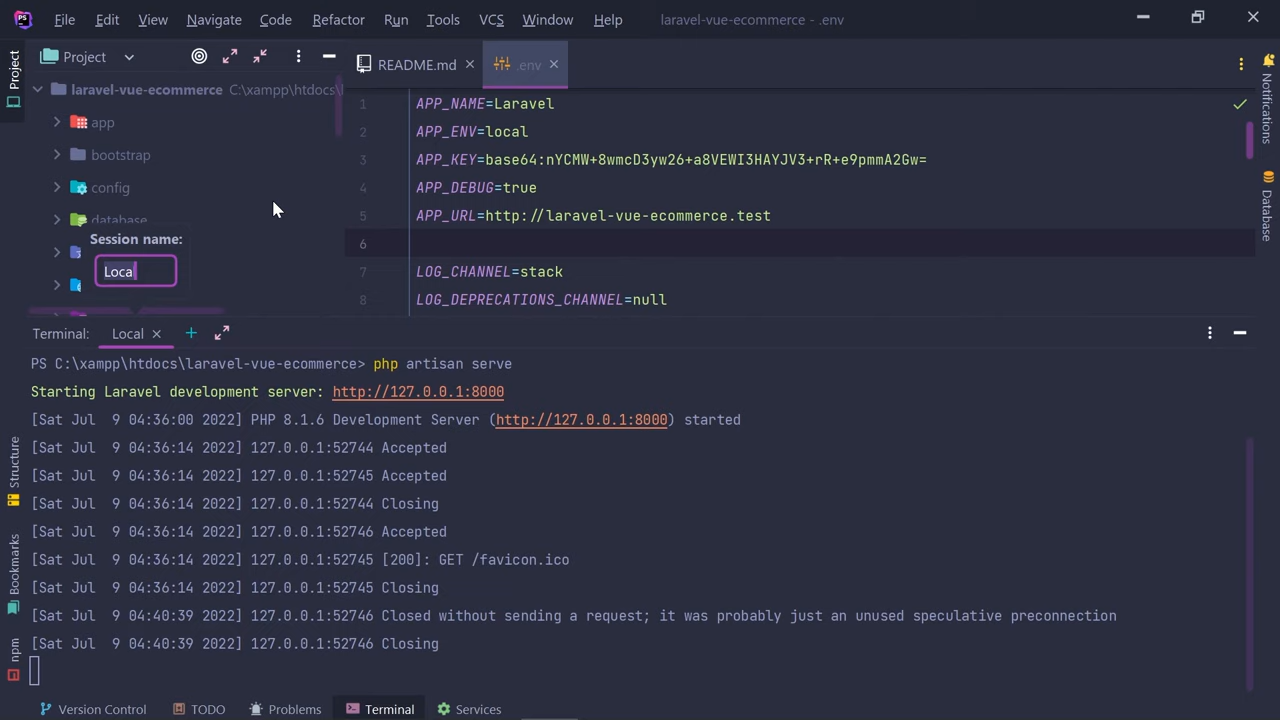 PS File Edit View Navigate Code Refactor Run Tools VCS Window Help laravel-vue-ecommerce - .env
Project
Project
README.md
.env
Notifications
Database
laravel-vue-ecommerce C:\xampp\htdocs\l
app
bootstrap
config
database
Session name:
Local
1 APP_NAME=Laravel
2 APP_ENV=local
3 APP_KEY=base64:nYCMW+8wmcD3yw26+a8VEWI3HAYJV3+rR+e9pmmA2Gw=
4 APP_DEBUG=true
5 APP_URL=http://laravel-vue-ecommerce.test
6
7 LOG_CHANNEL=stack
8 LOG_DEPRECATIONS_CHANNEL=null
Terminal: Local
PS C:\xampp\htdocs\laravel-vue-ecommerce> php artisan serve
Starting Laravel development server: http://127.0.0.1:8000
[Sat Jul  9 04:36:00 2022] PHP 8.1.6 Development Server (http://127.0.0.1:8000) started
[Sat Jul  9 04:36:14 2022] 127.0.0.1:52744 Accepted
[Sat Jul  9 04:36:14 2022] 127.0.0.1:52745 Accepted
[Sat Jul  9 04:36:14 2022] 127.0.0.1:52744 Closing
[Sat Jul  9 04:36:14 2022] 127.0.0.1:52746 Accepted
[Sat Jul  9 04:36:14 2022] 127.0.0.1:52745 [200]: GET /favicon.ico
[Sat Jul  9 04:36:14 2022] 127.0.0.1:52745 Closing
[Sat Jul  9 04:40:39 2022] 127.0.0.1:52746 Closed without sending a request; it was probably just an unused speculative preconnection
[Sat Jul  9 04:40:39 2022] 127.0.0.1:52746 Closing
Structure
Bookmarks
npm
Version Control TODO Problems Terminal Services